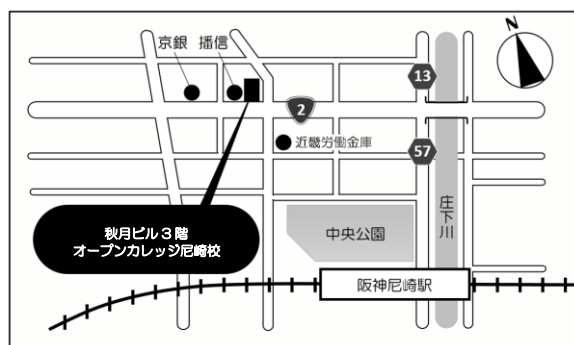 N
京銀 播信
13
2
近畿労働金庫
57
秋月ビル3階
オープンカレッジ尼崎校
中央公園
庄下川
阪神尼崎駅